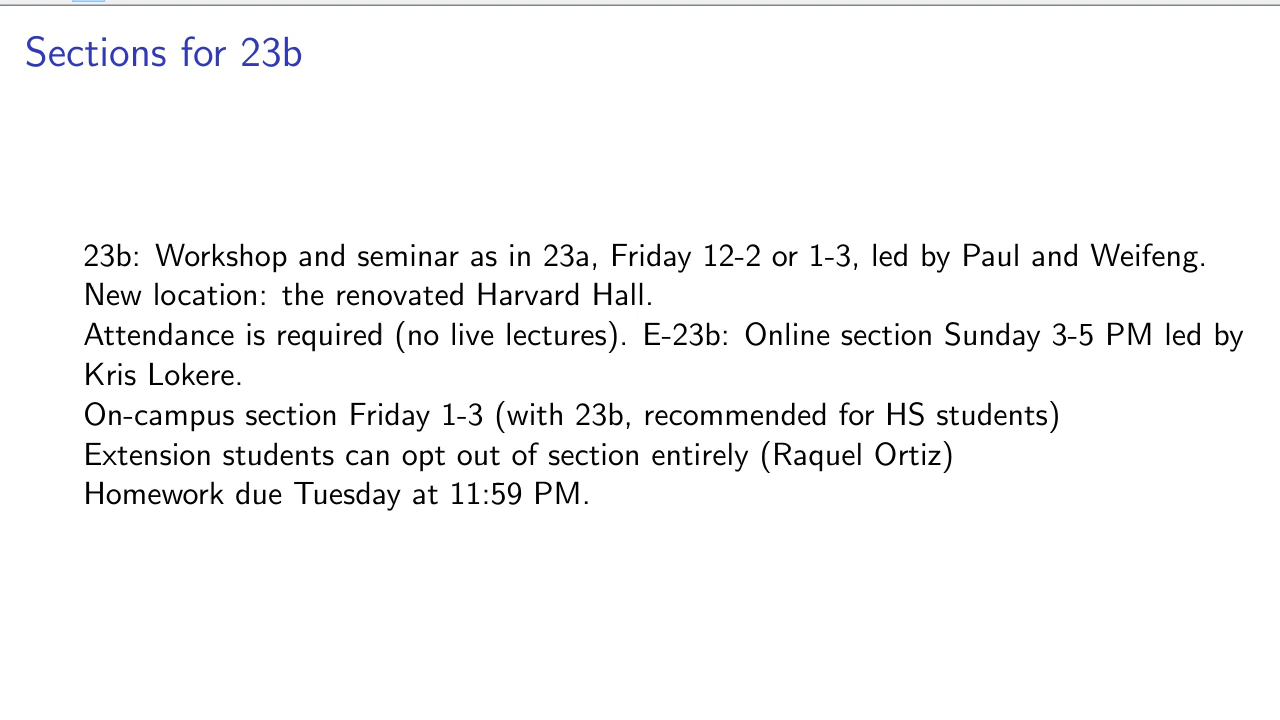 Sections for 23b
23b: Workshop and seminar as in 23a, Friday 12-2 or 1-3, led by Paul and Weifeng.
New location: the renovated Harvard Hall.
Attendance is required (no live lectures). E-23b: Online section Sunday 3-5 PM led by
Kris Lokere.
On-campus section Friday 1-3 (with 23b, recommended for HS students)
Extension students can opt out of section entirely (Raquel Ortiz)
Homework due Tuesday at 11:59 PM.